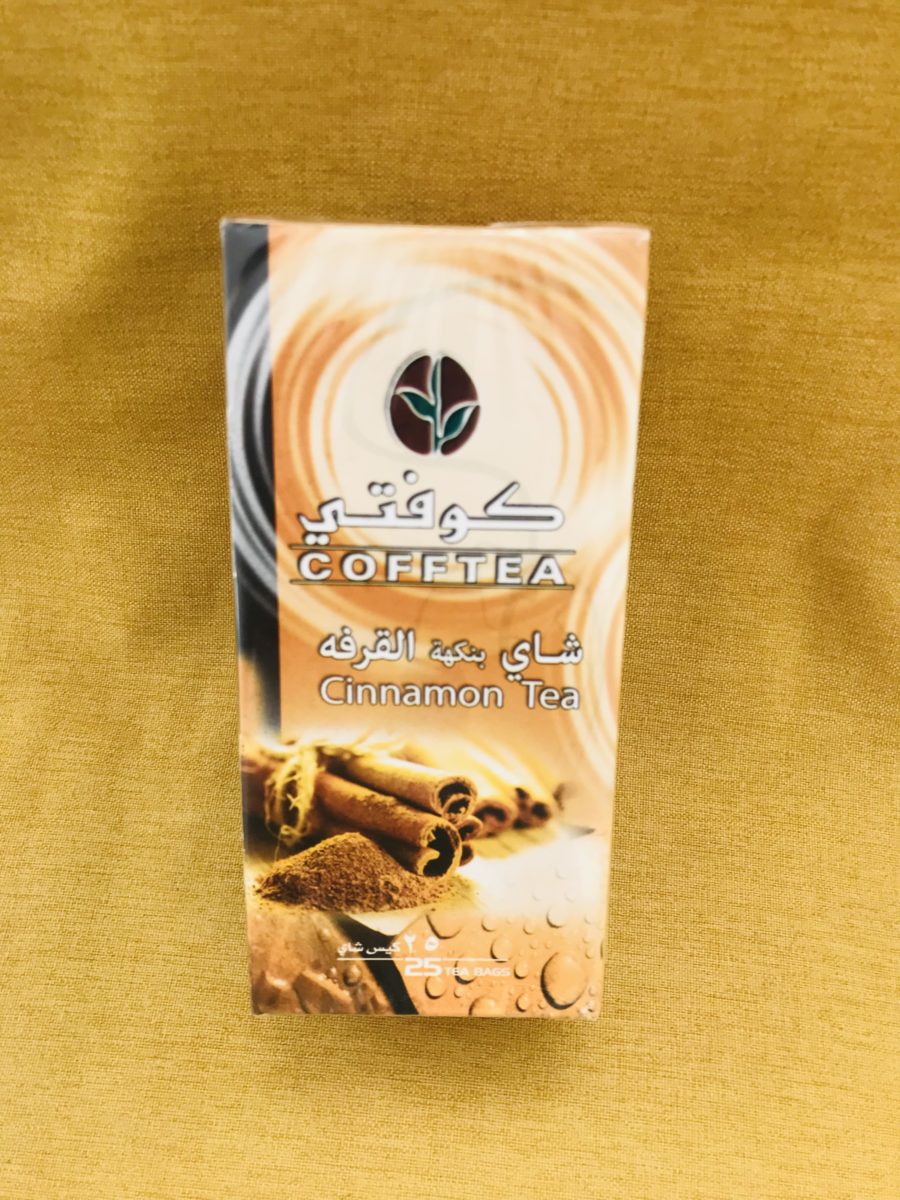 كوفتي
COFFTEA
شاي بنكهة القرفه
Cinnamon Tea
٢٥ كيس شاي
25 TEA BAGS